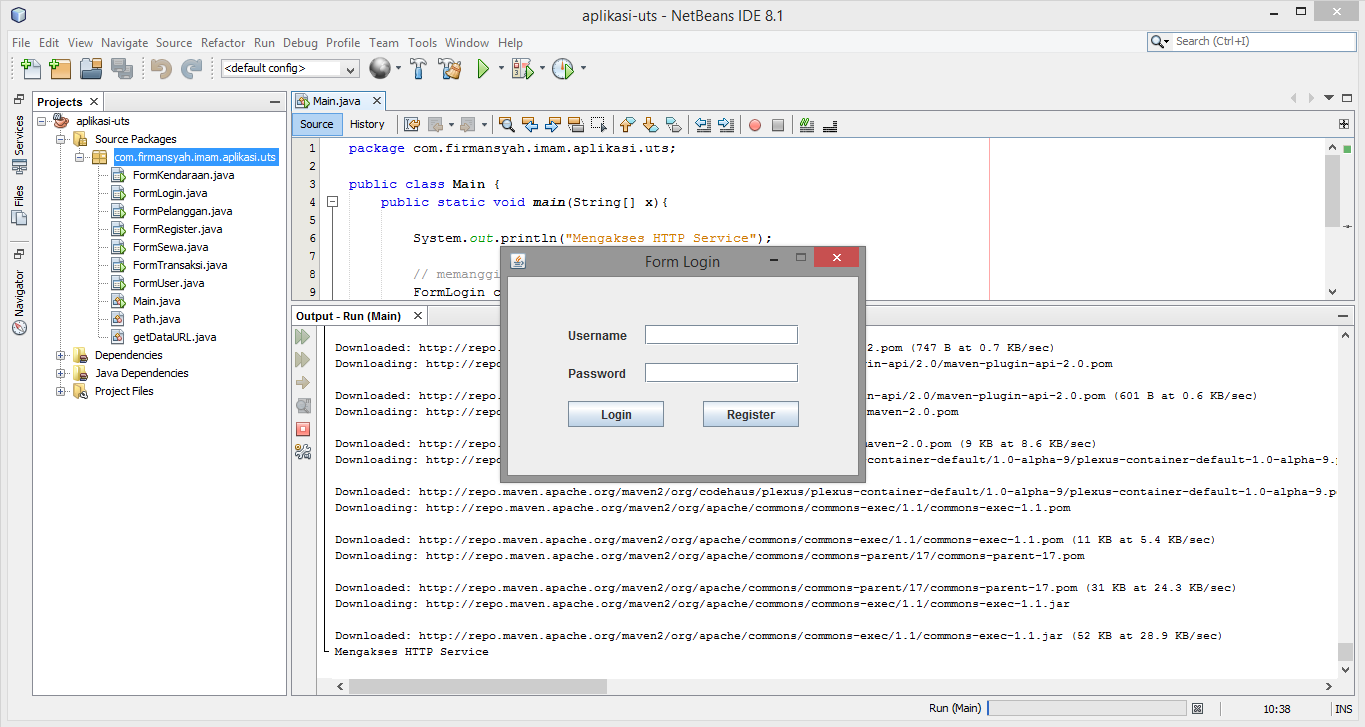 aplikasi-uts - NetBeans IDE 8.1
File Edit View Navigate Source Refactor Run Debug Profile Team Tools Window Help
Search (Ctrl+I)
<default config>
Projects
Services
Files
Navigator
aplikasi-uts
Source Packages
com.firmansyah.imam.aplikasi.uts
FormKendaraan.java
FormLogin.java
FormPelanggan.java
FormRegister.java
FormSewa.java
FormTransaksi.java
FormUser.java
Main.java
Path.java
getDataURL.java
Dependencies
Java Dependencies
Project Files
Main.java
Source History
1 package com.firmansyah.imam.aplikasi.uts;
2
3 public class Main {
4 public static void main(String[] x){
5
6 System.out.println("Mengakses HTTP Service");
7
8 // memanggi
9 FormLogin c
Form Login
Username
Password
Login Register
Output - Run (Main)
Downloaded: http://repo. 2.pom (747 B at 0.7 KB/sec)
Downloading: http://repo n-api/2.0/maven-plugin-api-2.0.pom
Downloaded: http://repo. n-api/2.0/maven-plugin-api-2.0.pom (601 B at 0.6 KB/sec)
Downloading: http://repo maven-2.0.pom
Downloaded: http://repo. aven-2.0.pom (9 KB at 8.6 KB/sec)
Downloading: http://repo -container-default/1.0-alpha-9/plexus-container-default-1.0-alpha-9.p
Downloaded: http://repo.maven.apache.org/maven2/org/codehaus/plexus/plexus-container-default/1.0-alpha-9/plexus-container-default-1.0-alpha-9.po
Downloading: http://repo.maven.apache.org/maven2/org/apache/commons/commons-exec/1.1/commons-exec-1.1.pom
Downloaded: http://repo.maven.apache.org/maven2/org/apache/commons/commons-exec/1.1/commons-exec-1.1.pom (11 KB at 5.4 KB/sec)
Downloading: http://repo.maven.apache.org/maven2/org/apache/commons/commons-parent/17/commons-parent-17.pom
Downloaded: http://repo.maven.apache.org/maven2/org/apache/commons/commons-parent/17/commons-parent-17.pom (31 KB at 24.3 KB/sec)
Downloading: http://repo.maven.apache.org/maven2/org/apache/commons/commons-exec/1.1/commons-exec-1.1.jar
Downloaded: http://repo.maven.apache.org/maven2/org/apache/commons/commons-exec/1.1/commons-exec-1.1.jar (52 KB at 28.9 KB/sec)
Mengakses HTTP Service
Run (Main)
10:38
INS